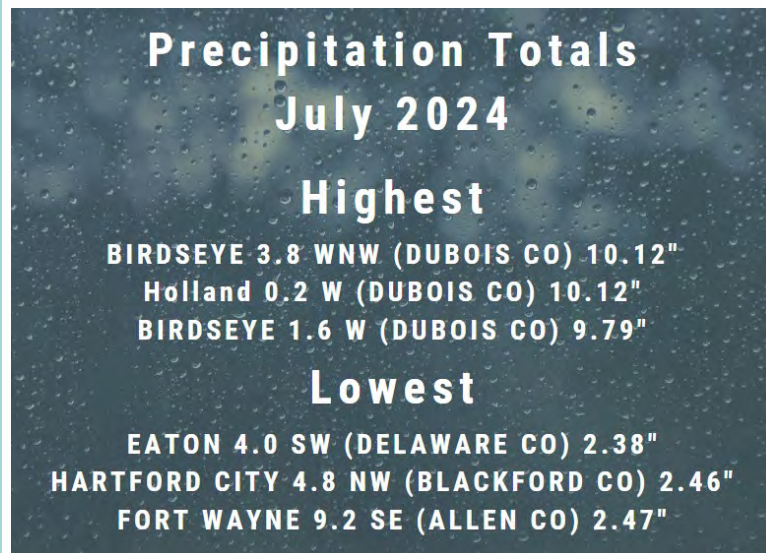 Precipitation Totals
July 2024
Highest
BIRDSEYE 3.8 WNW (DUBOIS CO) 10.12"
Holland 0.2 W (DUBOIS CO) 10.12"
BIRDSEYE 1.6 W (DUBOIS CO) 9.79"
Lowest
EATON 4.0 SW (DELAWARE CO) 2.38"
HARTFORD CITY 4.8 NW (BLACKFORD CO) 2.46"
FORT WAYNE 9.2 SE (ALLEN CO) 2.47"